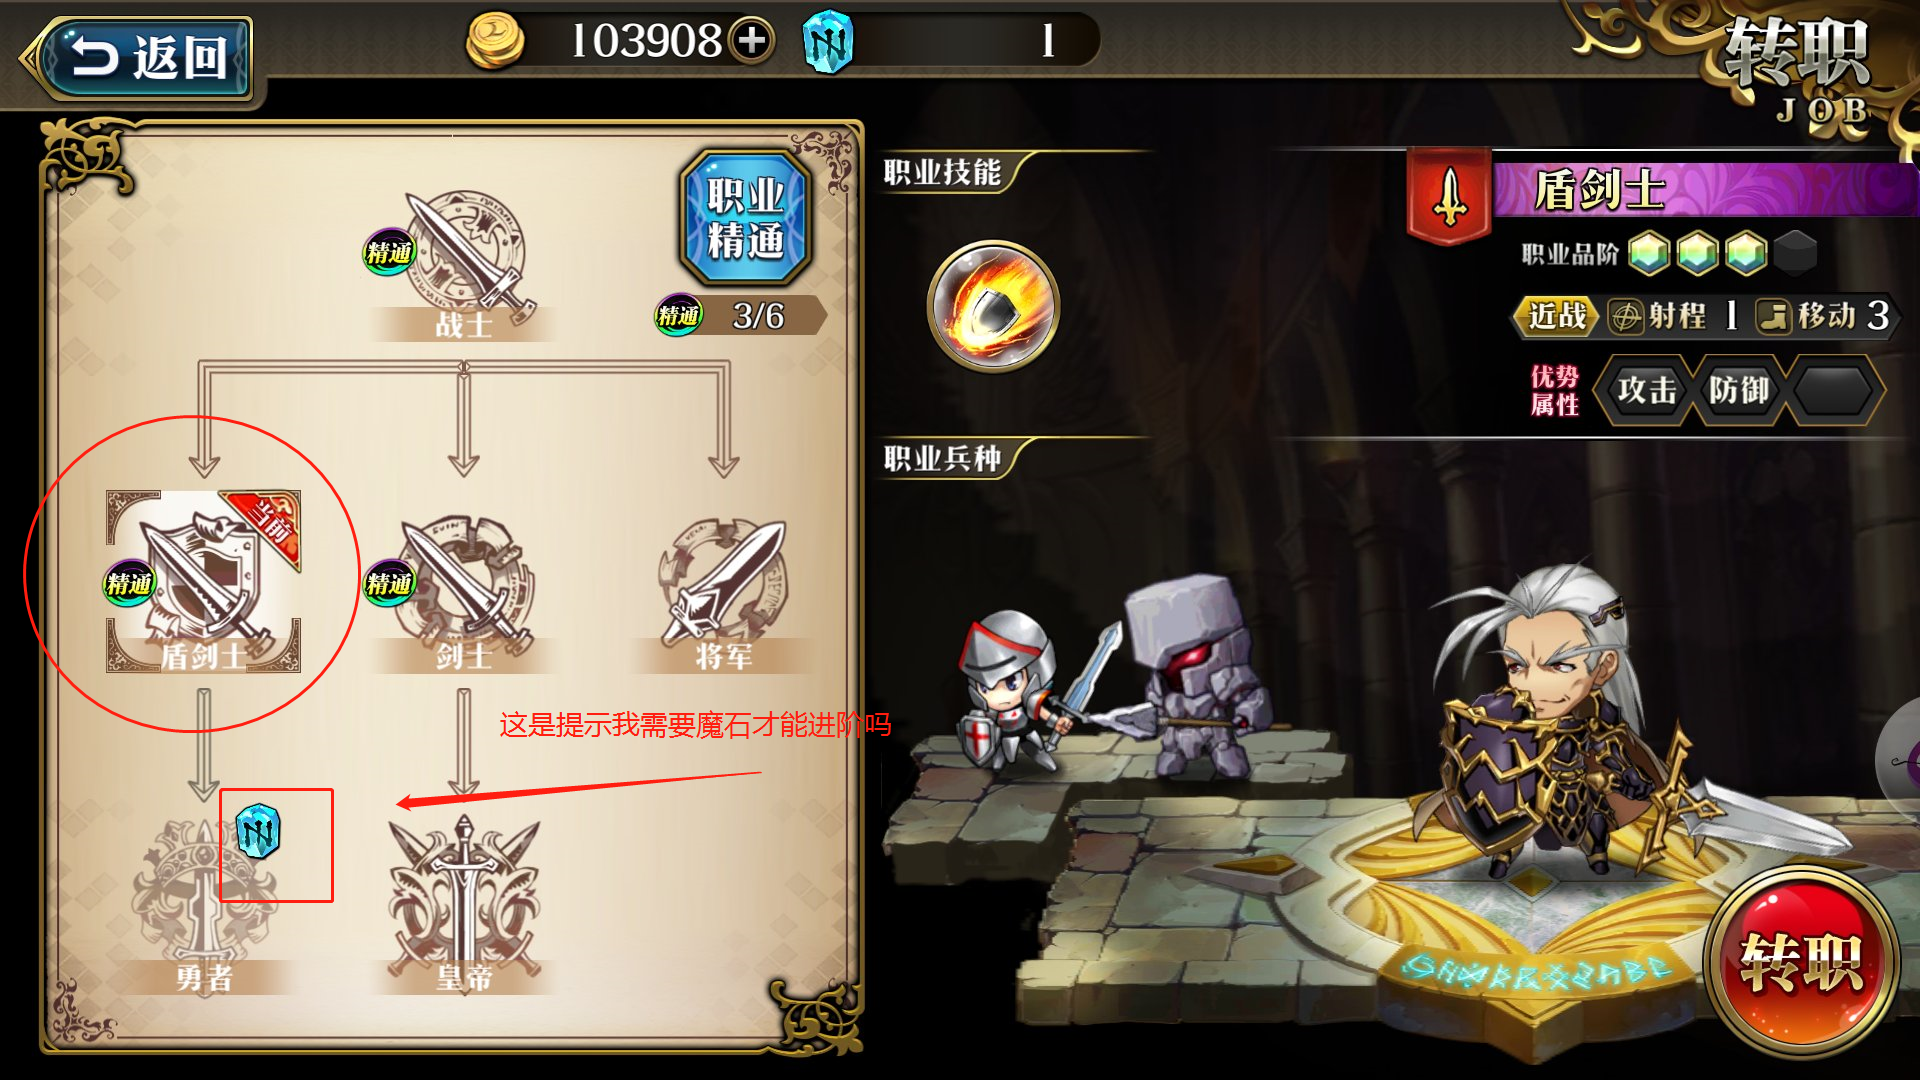 返回
103908
1
转职
JOB
职业
精通
精通
3/6
精通
战士
职业技能
盾剑士
职业品阶
近战 射程 1 移动 3
优势
属性
攻击 防御
职业兵种
当前
精通
盾剑士
精通
剑士
将军
这是提示我需要魔石才能进阶吗
勇者
皇帝
转职